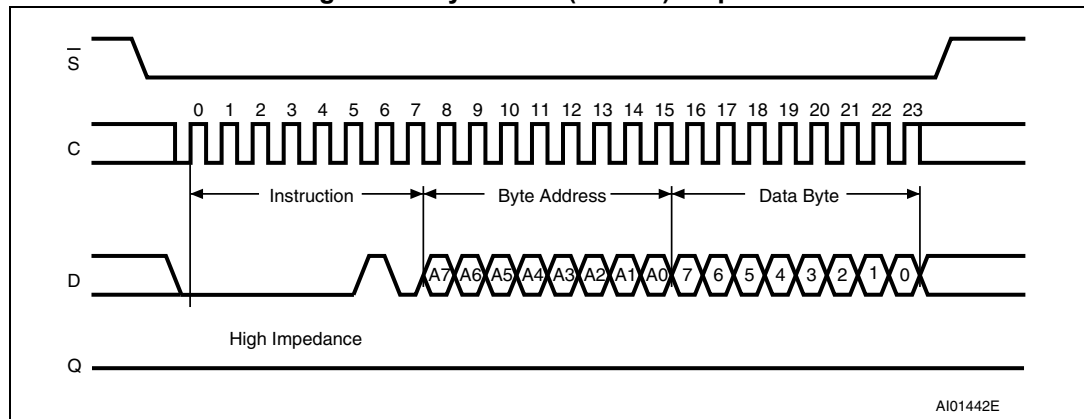 S
0 1 2 3 4 5 6 7 8 9 10 11 12 13 14 15 16 17 18 19 20 21 22 23
C
Instruction Byte Address Data Byte
D A7 A6 A5 A4 A3 A2 A1 A0 7 6 5 4 3 2 1 0
High Impedance
Q
AI01442E